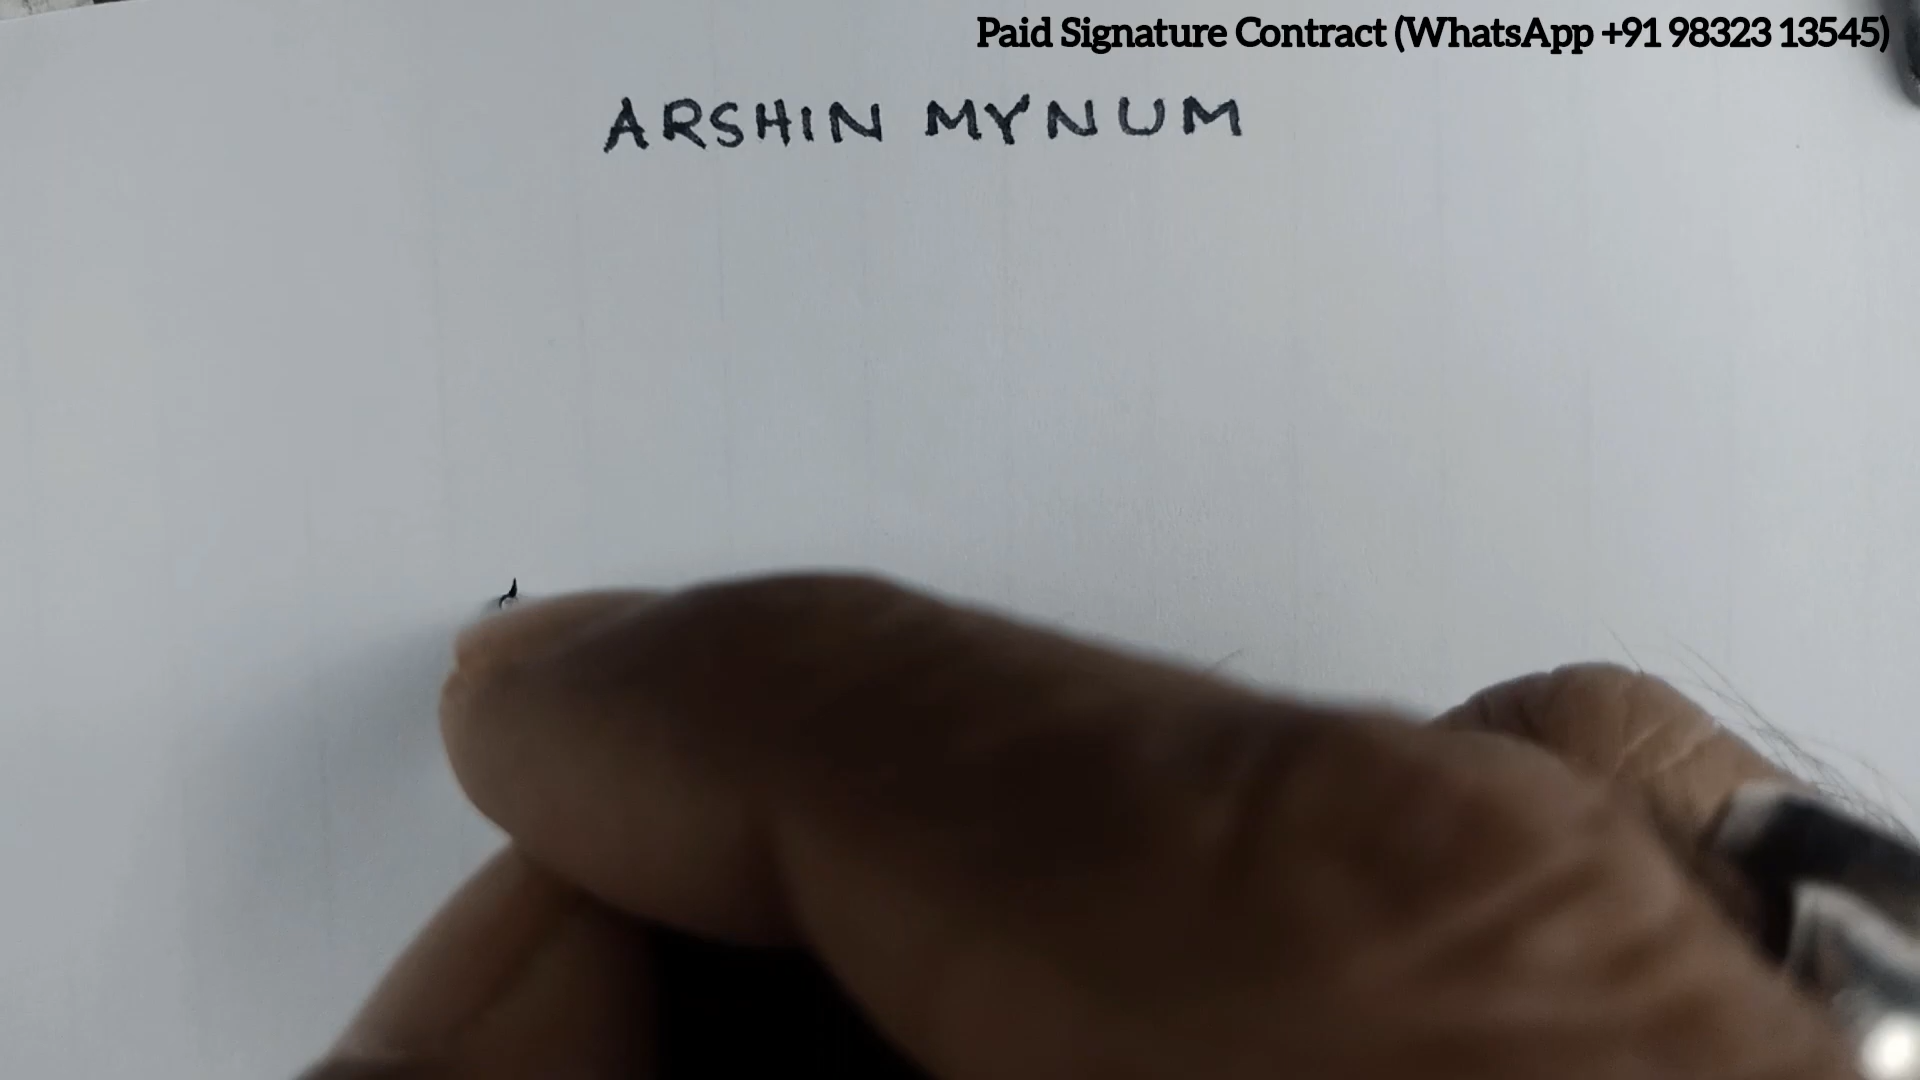 Paid Signature Contract (WhatsApp +91 98323 13545)
ARSHIN MYNUM